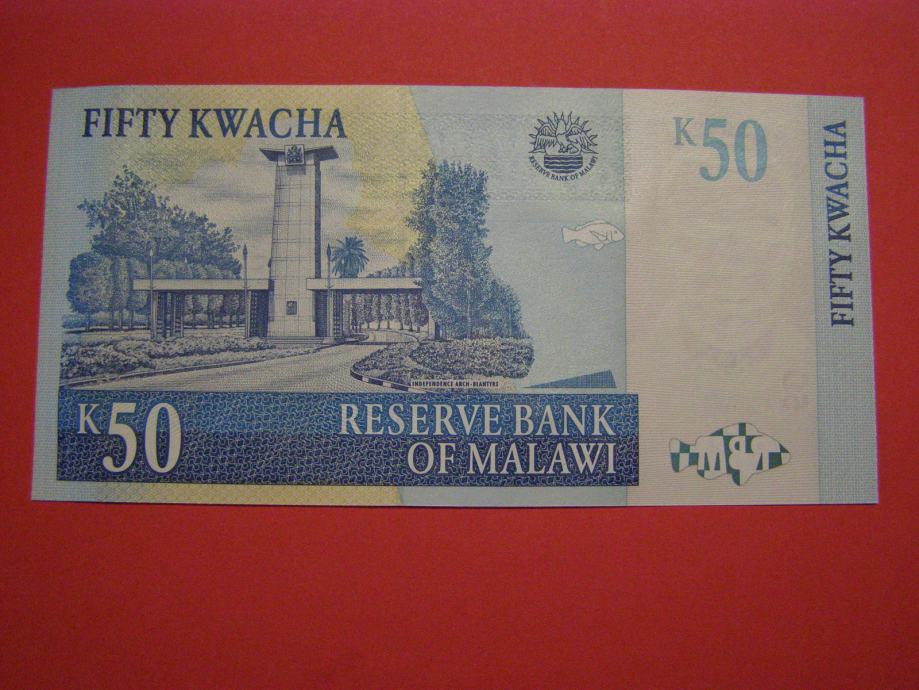 FIFTY KWACHA
RESERVE BANK OF MALAWI
K50
FIFTY KWACHA
INDEPENDENCE ARCH - BLANTYRE
K50
RESERVE BANK
OF MALAWI